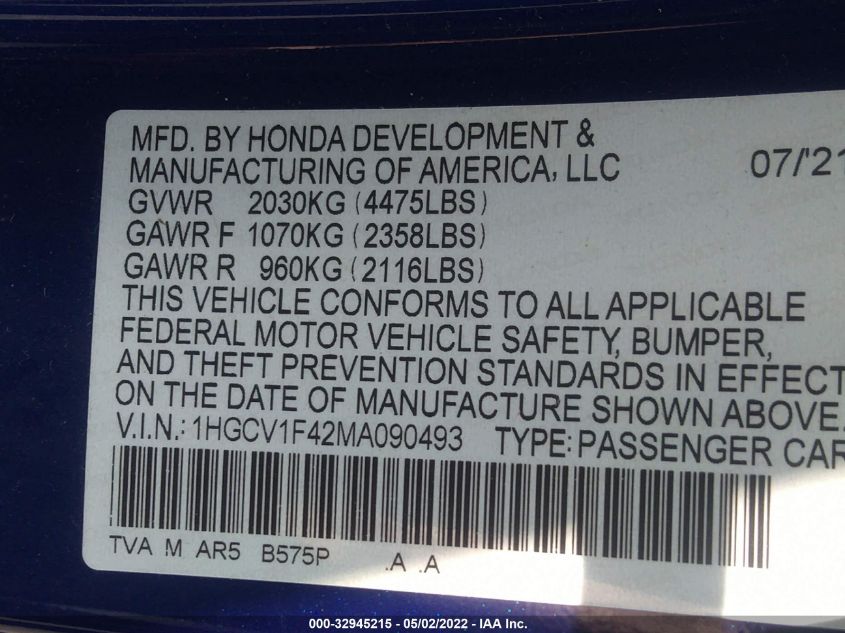 MFD. BY HONDA DEVELOPMENT &
MANUFACTURING OF AMERICA, LLC 07/21
GVWR 2030KG (4475LBS)
GAWR F 1070KG (2358LBS)
GAWR R 960KG (2116LBS)
THIS VEHICLE CONFORMS TO ALL APPLICABLE
FEDERAL MOTOR VEHICLE SAFETY, BUMPER,
AND THEFT PREVENTION STANDARDS IN EFFECT
ON THE DATE OF MANUFACTURE SHOWN ABOVE.
V.I.N.: 1HGCV1F42MA090493 TYPE: PASSENGER CAR
TVA M AR5 B575P .A .A
000-32945215 - 05/02/2022 - IAA Inc.